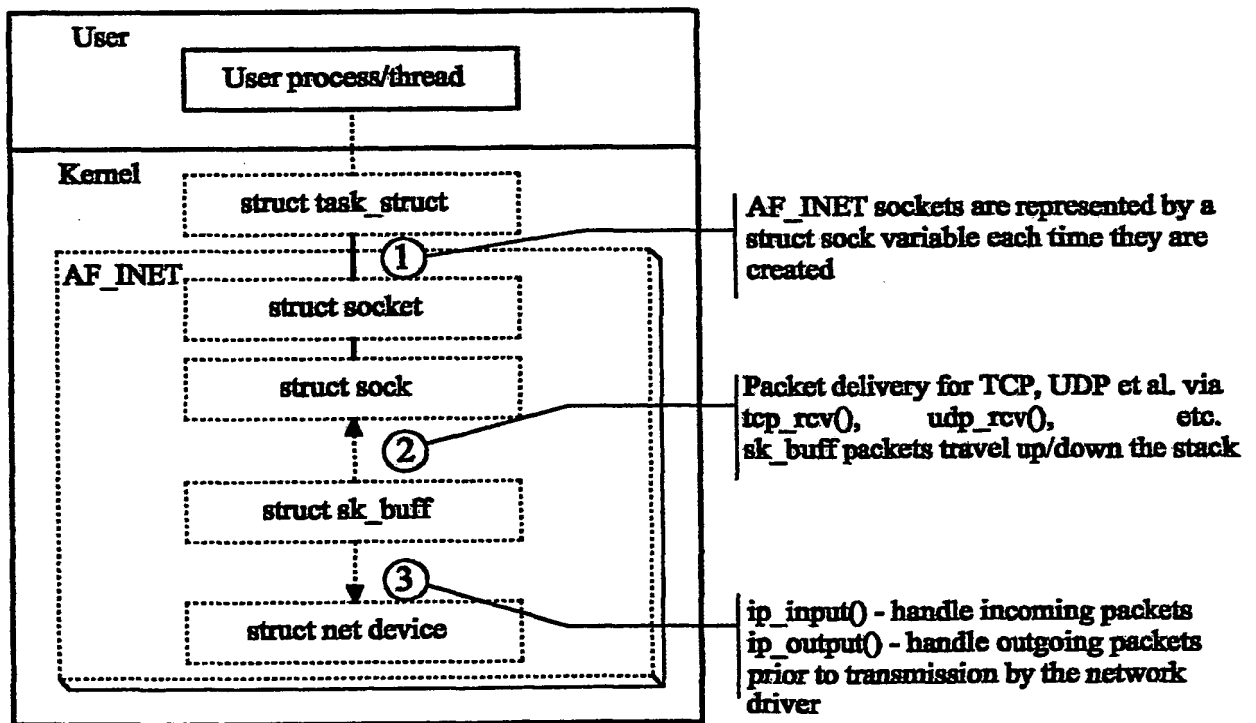 User
User process/thread
Kernel
struct task_struct
1
AF_INET
struct socket
struct sock
2
struct sk_buff
3
struct net device
AF_INET sockets are represented by a
struct sock variable each time they are
created
Packet delivery for TCP, UDP et al. via
tcp_rcv(), udp_rcv(), etc.
sk_buff packets travel up/down the stack
ip_input() - handle incoming packets
ip_output() - handle outgoing packets
prior to transmission by the network
driver